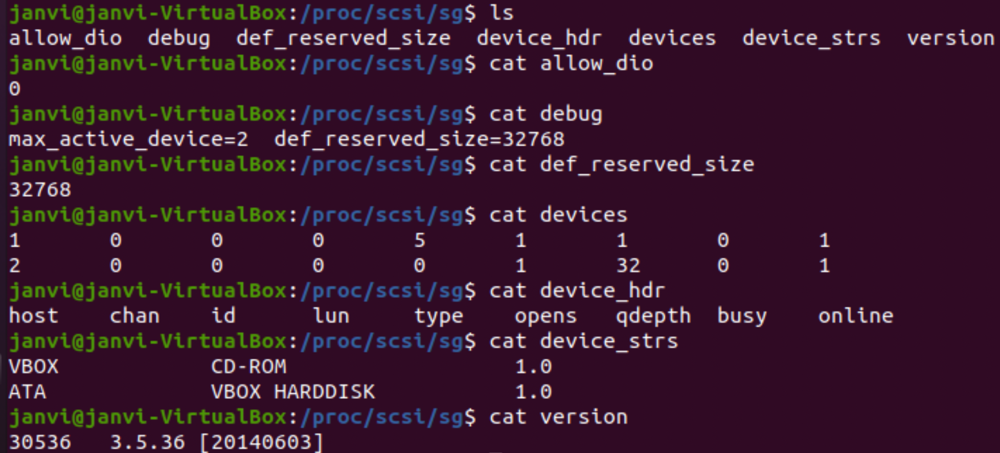 janvi@janvi-VirtualBox:/proc/scsi/sg$ ls
allow_dio  debug  def_reserved_size  device_hdr  devices  device_strs  version
janvi@janvi-VirtualBox:/proc/scsi/sg$ cat allow_dio
0
janvi@janvi-VirtualBox:/proc/scsi/sg$ cat debug
max_active_device=2  def_reserved_size=32768
janvi@janvi-VirtualBox:/proc/scsi/sg$ cat def_reserved_size
32768
janvi@janvi-VirtualBox:/proc/scsi/sg$ cat devices
1	0	0	0	5	1	1	0	1
2	0	0	0	0	1	32	0	1
janvi@janvi-VirtualBox:/proc/scsi/sg$ cat device_hdr
host	chan	id	lun	type	opens	qdepth	busy	online
janvi@janvi-VirtualBox:/proc/scsi/sg$ cat device_strs
VBOX    	CD-ROM          	1.0
ATA     	VBOX HARDDISK   	1.0
janvi@janvi-VirtualBox:/proc/scsi/sg$ cat version
30536	3.5.36 [20140603]